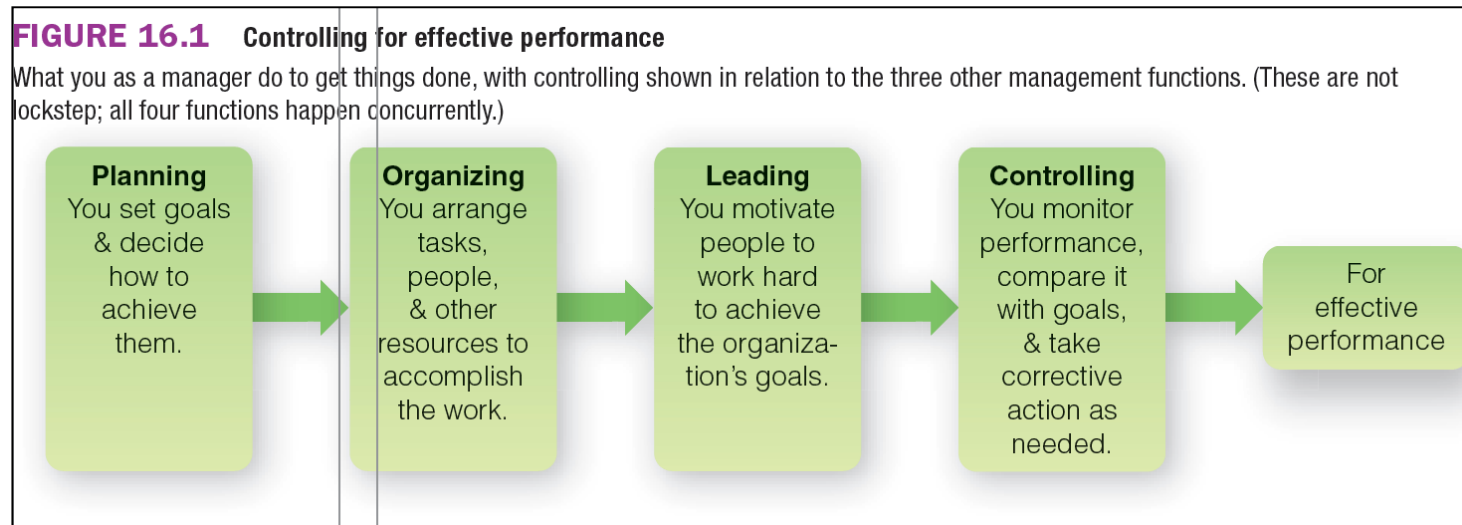 FIGURE 16.1 Controlling for effective performance
What you as a manager do to get things done, with controlling shown in relation to the three other management functions. (These are not
lockstep; all four functions happen concurrently.)
Planning
You set goals
& decide
how to
achieve
them.
Organizing
You arrange
tasks,
people,
& other
resources to
accomplish
the work.
Leading
You motivate
people to
work hard
to achieve
the organiza-
tion's goals.
Controlling
You monitor
performance,
compare it
with goals,
& take
corrective
action as
needed.
For
effective
performance